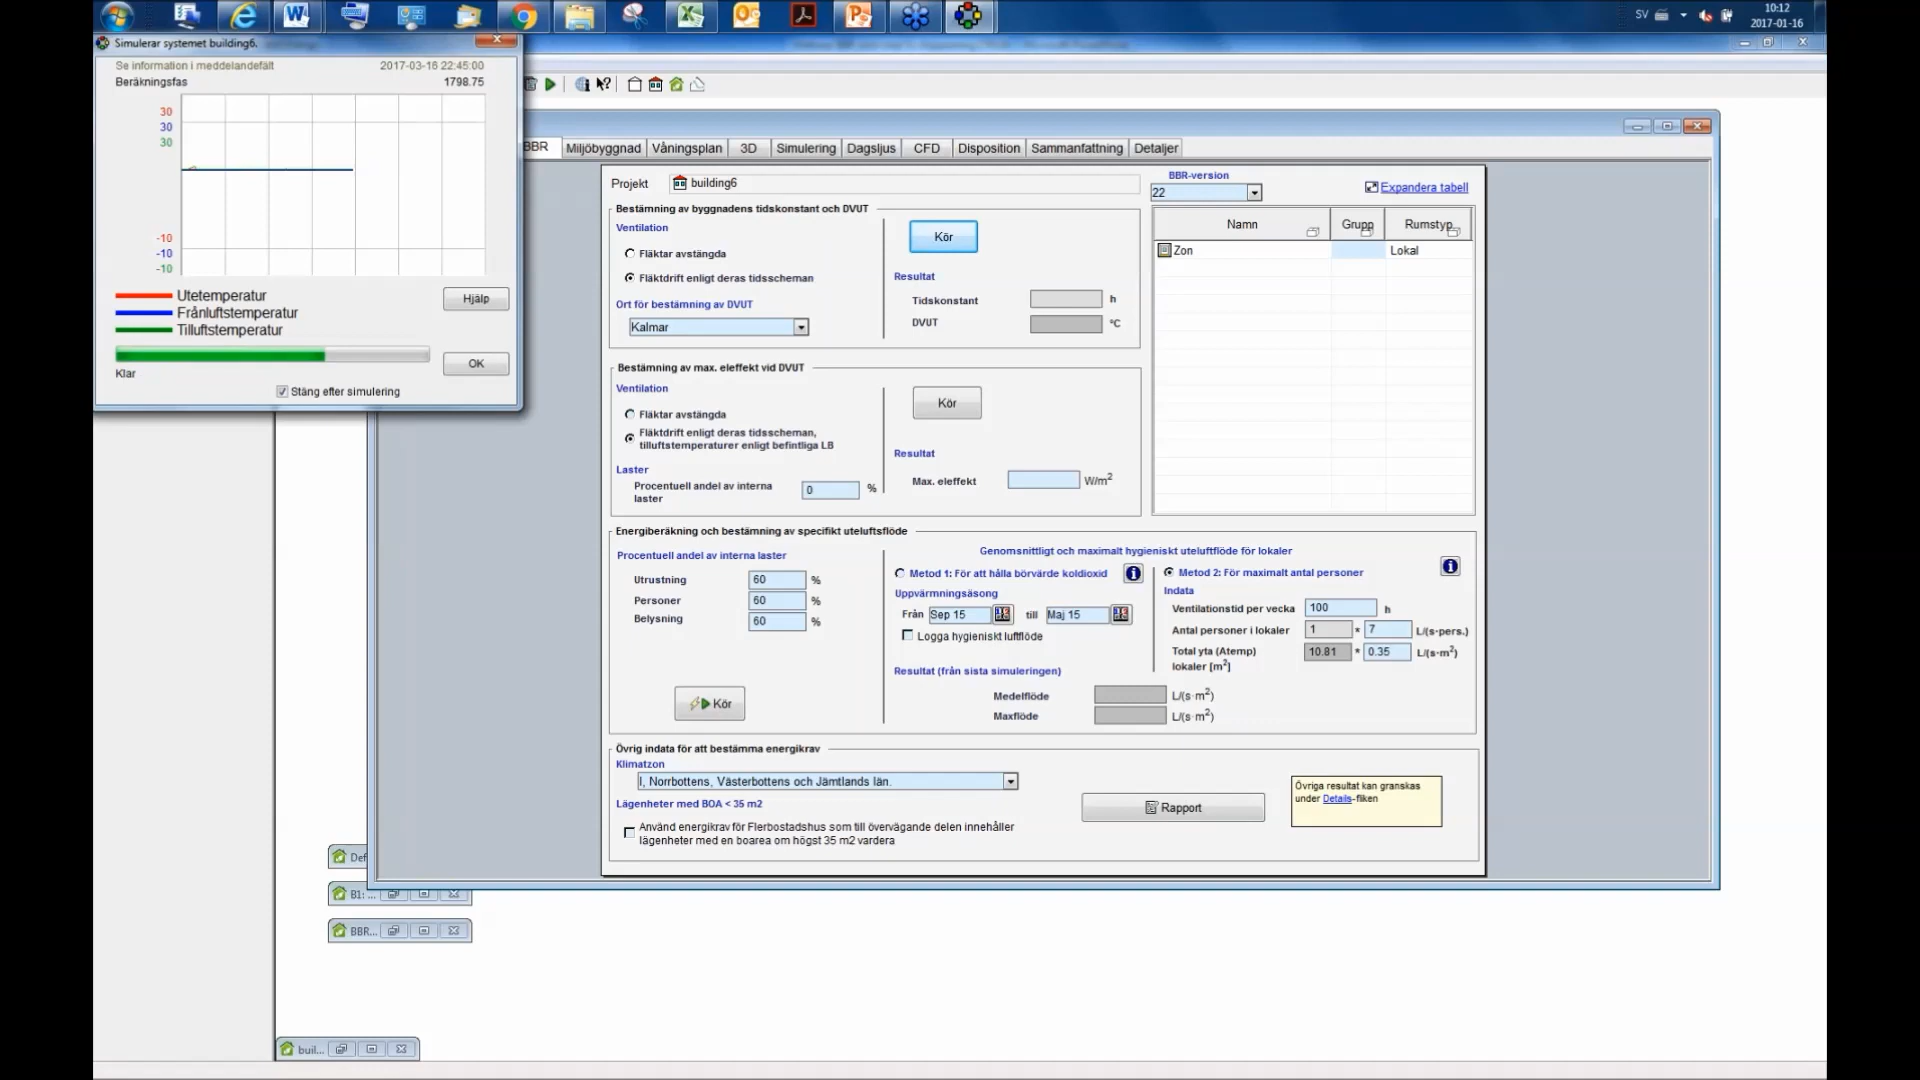 SV
10:12
2017-01-16
Simulerar systemet building6.
Se information i meddelandefält 2017-03-16 22:45:00
Beräkningsfas 1798.75
30
30
30
-10
-10
-10
Utetemperatur
Frånluftstemperatur
Tilluftstemperatur
Hjälp
Klar
OK
Stäng efter simulering
BBR Miljöbyggnad Våningsplan 3D Simulering Dagsljus CFD Disposition Sammanfattning Detaljer
Projekt building6
BBR-version
22
Expandera tabell
Namn Grupp Rumstyp
Zon Lokal
Bestämning av byggnadens tidskonstant och DVUT
Ventilation
Fläktar avstängda
Fläktdrift enligt deras tidsscheman
Ort för bestämning av DVUT
Kalmar
Kör
Resultat
Tidskonstant h
DVUT °C
Bestämning av max. eleffekt vid DVUT
Ventilation
Fläktar avstängda
Fläktdrift enligt deras tidsscheman,
tilluftstemperaturer enligt befintliga LB
Laster
Procentuell andel av interna
laster
0 %
Kör
Resultat
Max. eleffekt W/m2
Energiberäkning och bestämning av specifikt uteluftsflöde
Procentuell andel av interna laster
Utrustning 60 %
Personer 60 %
Belysning 60 %
Kör
Genomsnittligt och maximalt hygieniskt uteluftflöde för lokaler
Metod 1: För att hålla börvärde koldioxid
Uppvärmningsäsong
Från Sep 15 till Maj 15
Logga hygieniskt luftflöde
Metod 2: För maximalt antal personer
Indata
Ventilationstid per vecka 100 h
Antal personer i lokaler 1 * 7 L/(s·pers.)
Total yta (Atemp) 10.81 * 0.35 L/(s·m2)
lokaler [m2]
Resultat (från sista simuleringen)
Medelflöde L/(s·m2)
Maxflöde L/(s·m2)
Övrig indata för att bestämma energikrav
Klimatzon
I, Norrbottens, Västerbottens och Jämtlands län.
Lägenheter med BOA < 35 m2
Använd energikrav för Flerbostadshus som till övervägande delen innehåller
lägenheter med en boarea om högst 35 m2 vardera
Rapport
Övriga resultat kan granskas
under Details-fliken
Def
B1: ...
BBR...
buil...